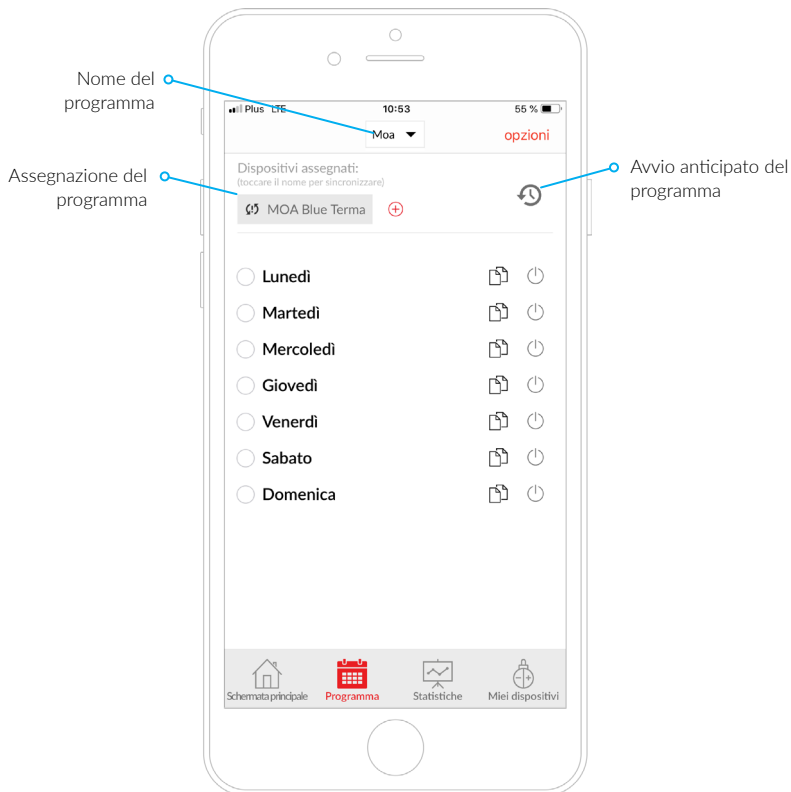 Nome del
programma
Plus LTE
10:53
55 %
Moa
opzioni
Assegnazione del
programma
Dispositivi assegnati:
(toccare il nome per sincronizzare)
MOA Blue Terma
Avvio anticipato del
programma
Lunedì
Martedì
Mercoledì
Giovedì
Venerdì
Sabato
Domenica
Schermata principale
Programma
Statistiche
Miei dispositivi